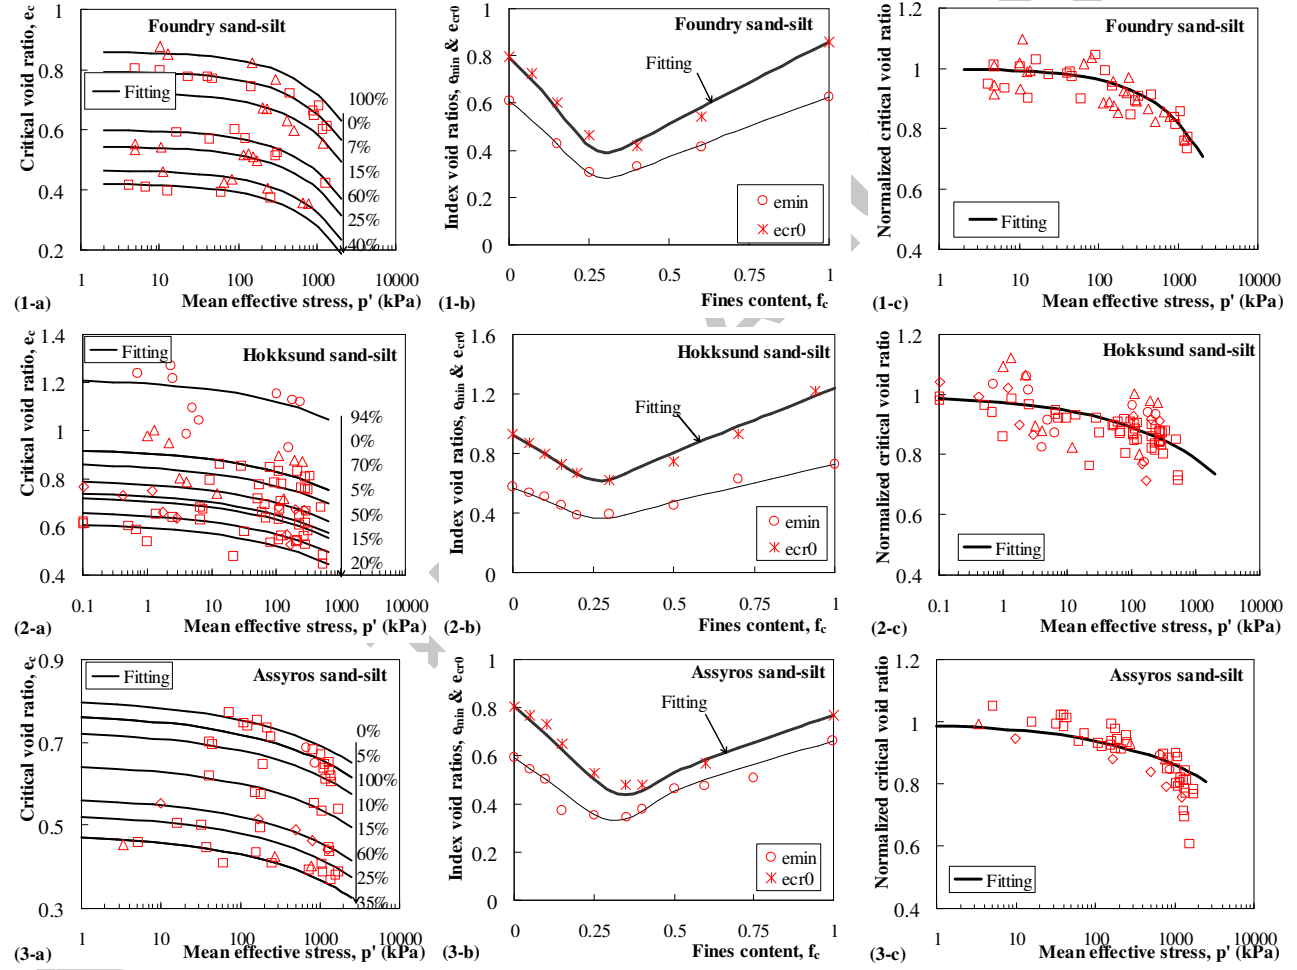 Critical void ratio, ec
1
0.8
0.6
0.4
0.2
Foundry sand-silt
Fitting
100%
0%
7%
15%
60%
25%
40%
1
10
100
1000
10000
(1-a)
Mean effective stress, p' (kPa)
Index void ratios, emin & ecr0
1
0.8
0.6
0.4
0.2
0
Foundry sand-silt
Fitting
emin
ecr0
0
0.25
0.5
0.75
1
(1-b)
Fines content, fc
Normalized critical void ratio
1.2
1
0.8
0.6
0.4
Foundry sand-silt
Fitting
1
10
100
1000
10000
(1-c)
Mean effective stress, p' (kPa)
Critical void ratio, ec
1.4
1.2
1
0.8
0.6
0.4
Fitting
Hokksund sand-silt
94%
0%
70%
5%
50%
15%
20%
0.1
1
10
100
1000
10000
(2-a)
Mean effective stress, p' (kPa)
Index void ratios, emin & ecr0
1.6
1.2
0.8
0.4
0
Hokksund sand-silt
Fitting
emin
ecr0
0
0.25
0.5
0.75
1
(2-b)
Fines content, fc
Normalized critical void ratio
1.2
1
0.8
0.6
0.4
Hokksund sand-silt
Fitting
0.1
1
10
100
1000
10000
(2-c)
Mean effective stress, p' (kPa)
Critical void ratio, ec
0.9
0.7
0.5
0.3
Fitting
Assyros sand-silt
0%
5%
100%
10%
15%
60%
25%
35%
1
10
100
1000
10000
(3-a)
Mean effective stress, p' (kPa)
Index void ratios, emin & ecr0
1
0.8
0.6
0.4
0.2
0
Assyros sand-silt
Fitting
emin
ecr0
0
0.25
0.5
0.75
1
(3-b)
Fines content, fc
Normalized critical void ratio
1.2
1
0.8
0.6
0.4
Assyros sand-silt
Fitting
1
10
100
1000
10000
(3-c)
Mean effective stress, p' (kPa)